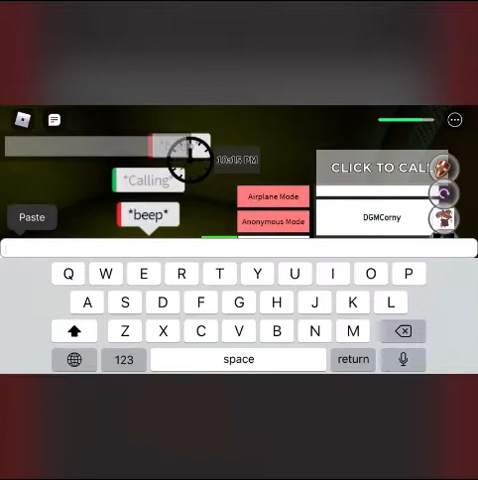 10:15 PM
CLICK TO CALL
*Calling*
Airplane Mode
Paste
*beep*
Anonymous Mode
DGMCorny
Q W E R T Y U I O P
A S D F G H J K L
Z X C V B N M
123 space return